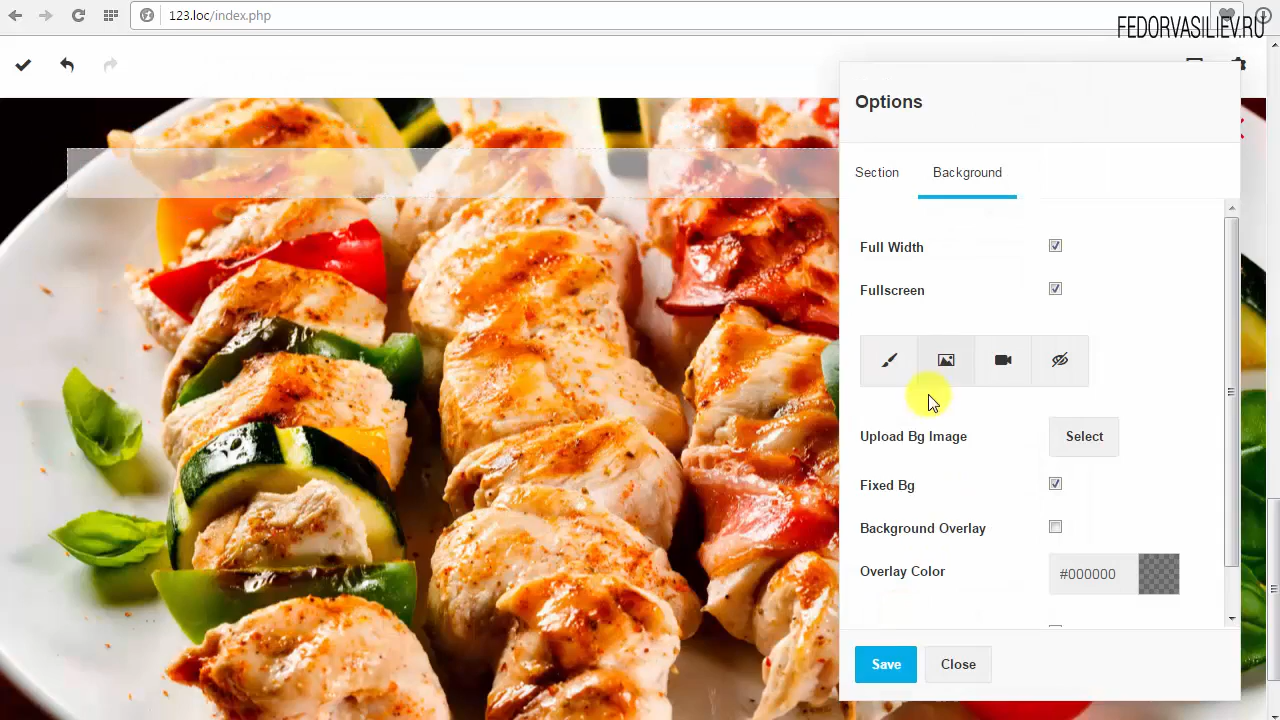 123.loc/index.php
FEDORVASILIEV.RU
Options
Section Background
Full Width
Fullscreen
Upload Bg Image Select
Fixed Bg
Background Overlay
Overlay Color #000000
Save Close